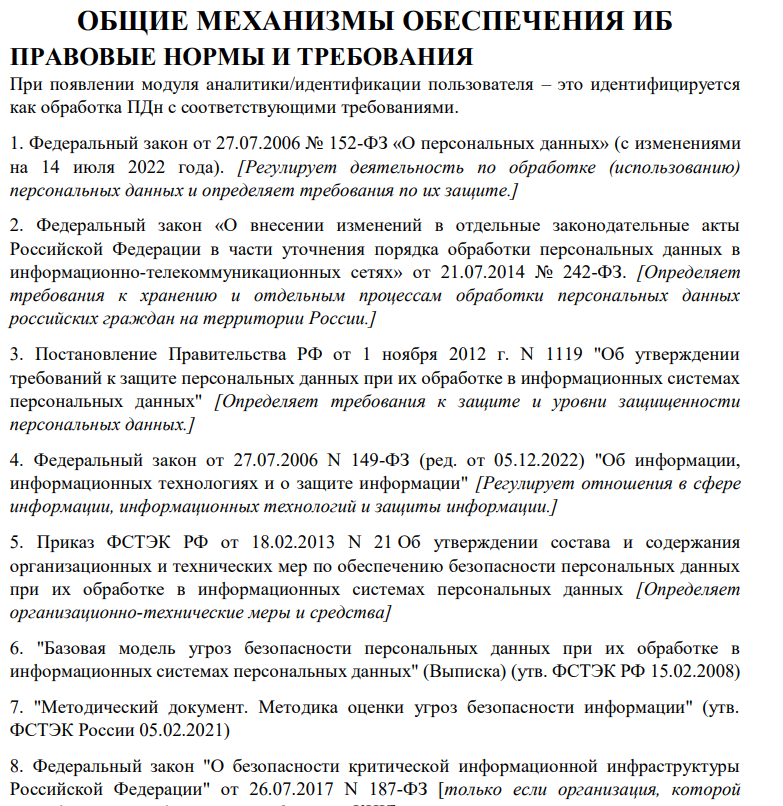 ОБЩИЕ МЕХАНИЗМЫ ОБЕСПЕЧЕНИЯ ИБ
ПРАВОВЫЕ НОРМЫ И ТРЕБОВАНИЯ
При появлении модуля аналитики/идентификации пользователя – это идентифицируется
как обработка ПДн с соответствующими требованиями.
1. Федеральный закон от 27.07.2006 № 152-ФЗ «О персональных данных» (с изменениями
на 14 июля 2022 года). [Регулирует деятельность по обработке (использованию)
персональных данных и определяет требования по их защите.]
2. Федеральный закон «О внесении изменений в отдельные законодательные акты
Российской Федерации в части уточнения порядка обработки персональных данных в
информационно-телекоммуникационных сетях» от 21.07.2014 № 242-ФЗ. [Определяет
требования к хранению и отдельным процессам обработки персональных данных
российских граждан на территории России.]
3. Постановление Правительства РФ от 1 ноября 2012 г. N 1119 "Об утверждении
требований к защите персональных данных при их обработке в информационных системах
персональных данных" [Определяет требования к защите и уровни защищенности
персональных данных.]
4. Федеральный закон от 27.07.2006 N 149-ФЗ (ред. от 05.12.2022) "Об информации,
информационных технологиях и о защите информации" [Регулирует отношения в сфере
информации, информационных технологий и защиты информации.]
5. Приказ ФСТЭК РФ от 18.02.2013 N 21 Об утверждении состава и содержания
организационных и технических мер по обеспечению безопасности персональных данных
при их обработке в информационных системах персональных данных [Определяет
организационно-технические меры и средства]
6. "Базовая модель угроз безопасности персональных данных при их обработке в
информационных системах персональных данных" (Выписка) (утв. ФСТЭК РФ 15.02.2008)
7. "Методический документ. Методика оценки угроз безопасности информации" (утв.
ФСТЭК России 05.02.2021)
8. Федеральный закон "О безопасности критической информационной инфраструктуры
Российской Федерации" от 26.07.2017 N 187-ФЗ [только если организация, которой